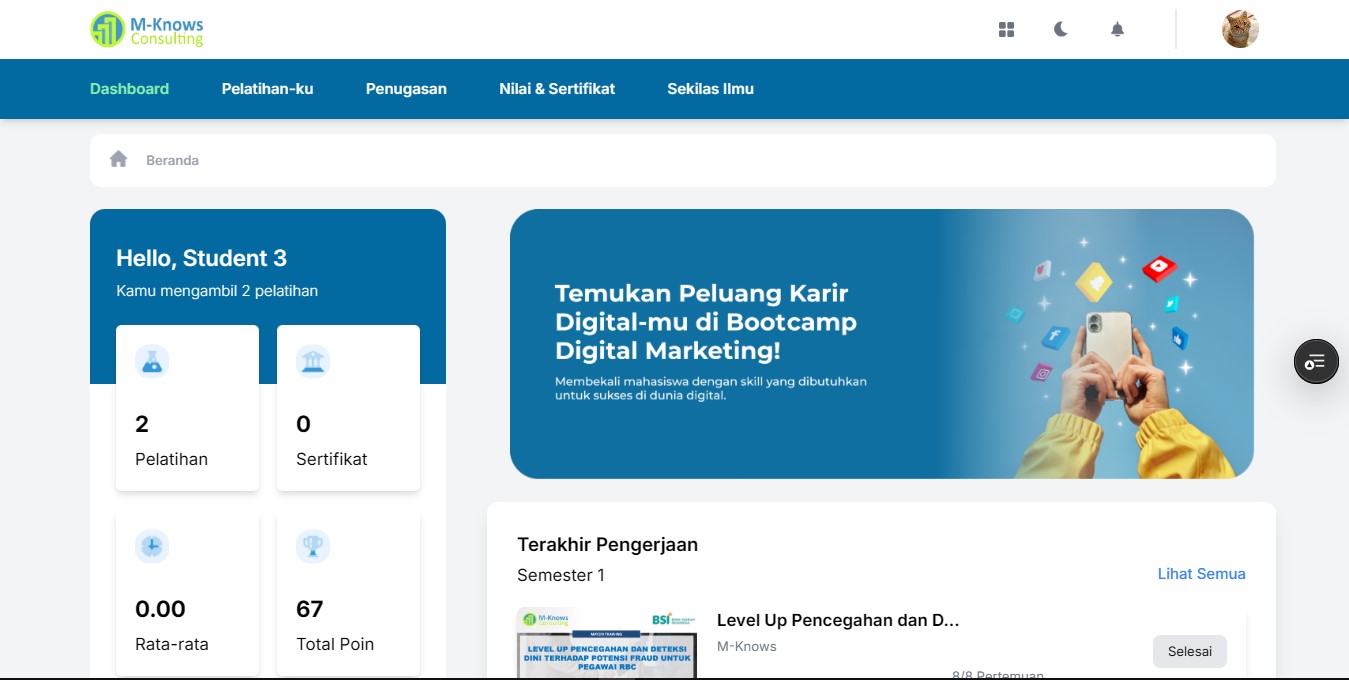 M-Knows
Consulting
Dashboard
Pelatihan-ku
Penugasan
Nilai & Sertifikat
Sekilas Ilmu
Beranda
Hello, Student 3
Kamu mengambil 2 pelatihan
2
Pelatihan
0
Sertifikat
0.00
Rata-rata
67
Total Poin
Temukan Peluang Karir
Digital-mu di Bootcamp
Digital Marketing!
Membekali mahasiswa dengan skill yang dibutuhkan
untuk sukses di dunia digital.
Terakhir Pengerjaan
Semester 1
Lihat Semua
M-Knows
Consulting
BSI
MATERI TRAINING
LEVEL UP PENCEGAHAN DAN DETEKSI
DINI TERHADAP POTENSI FRAUD UNTUK
PEGAWAI RBC
Level Up Pencegahan dan D...
M-Knows
Selesai
8/8 Pertemuan